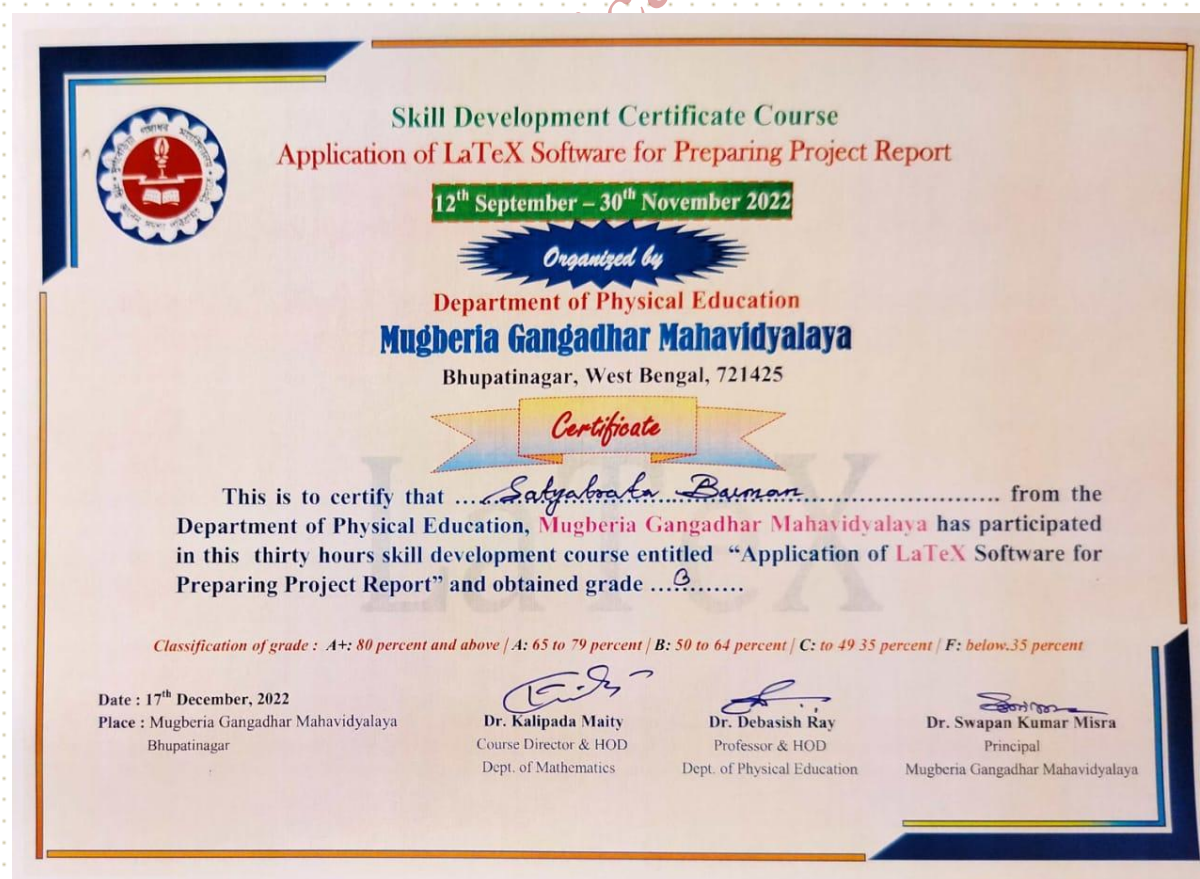 Skill Development Certificate Course
Application of LaTeX Software for Preparing Project Report
12th September – 30th November 2022
Organized by
Department of Physical Education
Mugberia Gangadhar Mahavidyalaya
Bhupatinagar, West Bengal, 721425
Certificate
LaTeX
This is to certify that .....Satyabrata Barman.............................. from the
Department of Physical Education, Mugberia Gangadhar Mahavidyalaya has participated
in this thirty hours skill development course entitled “Application of LaTeX Software for
Preparing Project Report” and obtained grade ...B........
Classification of grade : A+: 80 percent and above | A: 65 to 79 percent | B: 50 to 64 percent | C: to 49 35 percent | F: below.35 percent
Date : 17th December, 2022
Place : Mugberia Gangadhar Mahavidyalaya
Bhupatinagar
Dr. Kalipada Maity
Course Director & HOD
Dept. of Mathematics
Dr. Debasish Ray
Professor & HOD
Dept. of Physical Education
Dr. Swapan Kumar Misra
Principal
Mugberia Gangadhar Mahavidyalaya